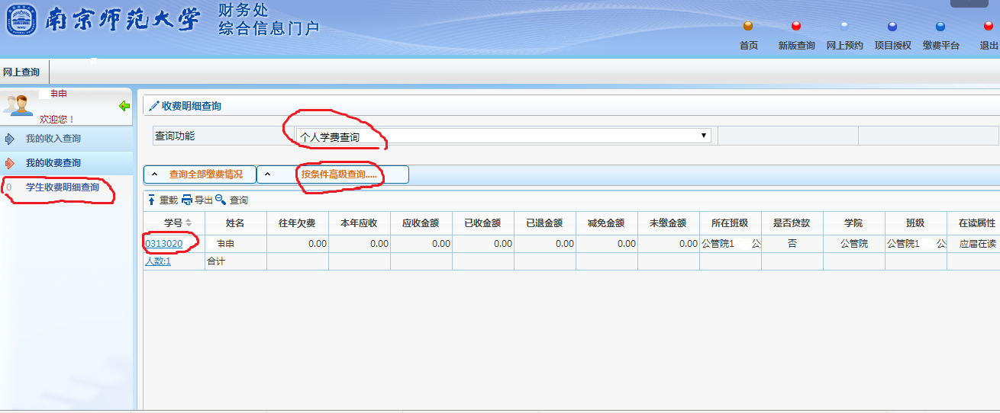 南京师范大学
财务处
综合信息门户
首页 新版查询 网上预约 项目授权 缴费平台 退出
网上查询
申申
欢迎您！
我的收入查询
我的收费查询
学生收费明细查询
收费明细查询
查询功能 个人学费查询
查询全部缴费情况 按条件高级查询.....
重载 导出 查询
学号 姓名 往年欠费 本年应收 应收金额 已收金额 已退金额 减免金额 未缴金额 所在班级 是否贷款 学院 班级 在读属性
0313020 申申 0.00 0.00 0.00 0.00 0.00 0.00 0.00 公管院1 公 否 公管院 公管院1 公 应届在读
人数:1 合计